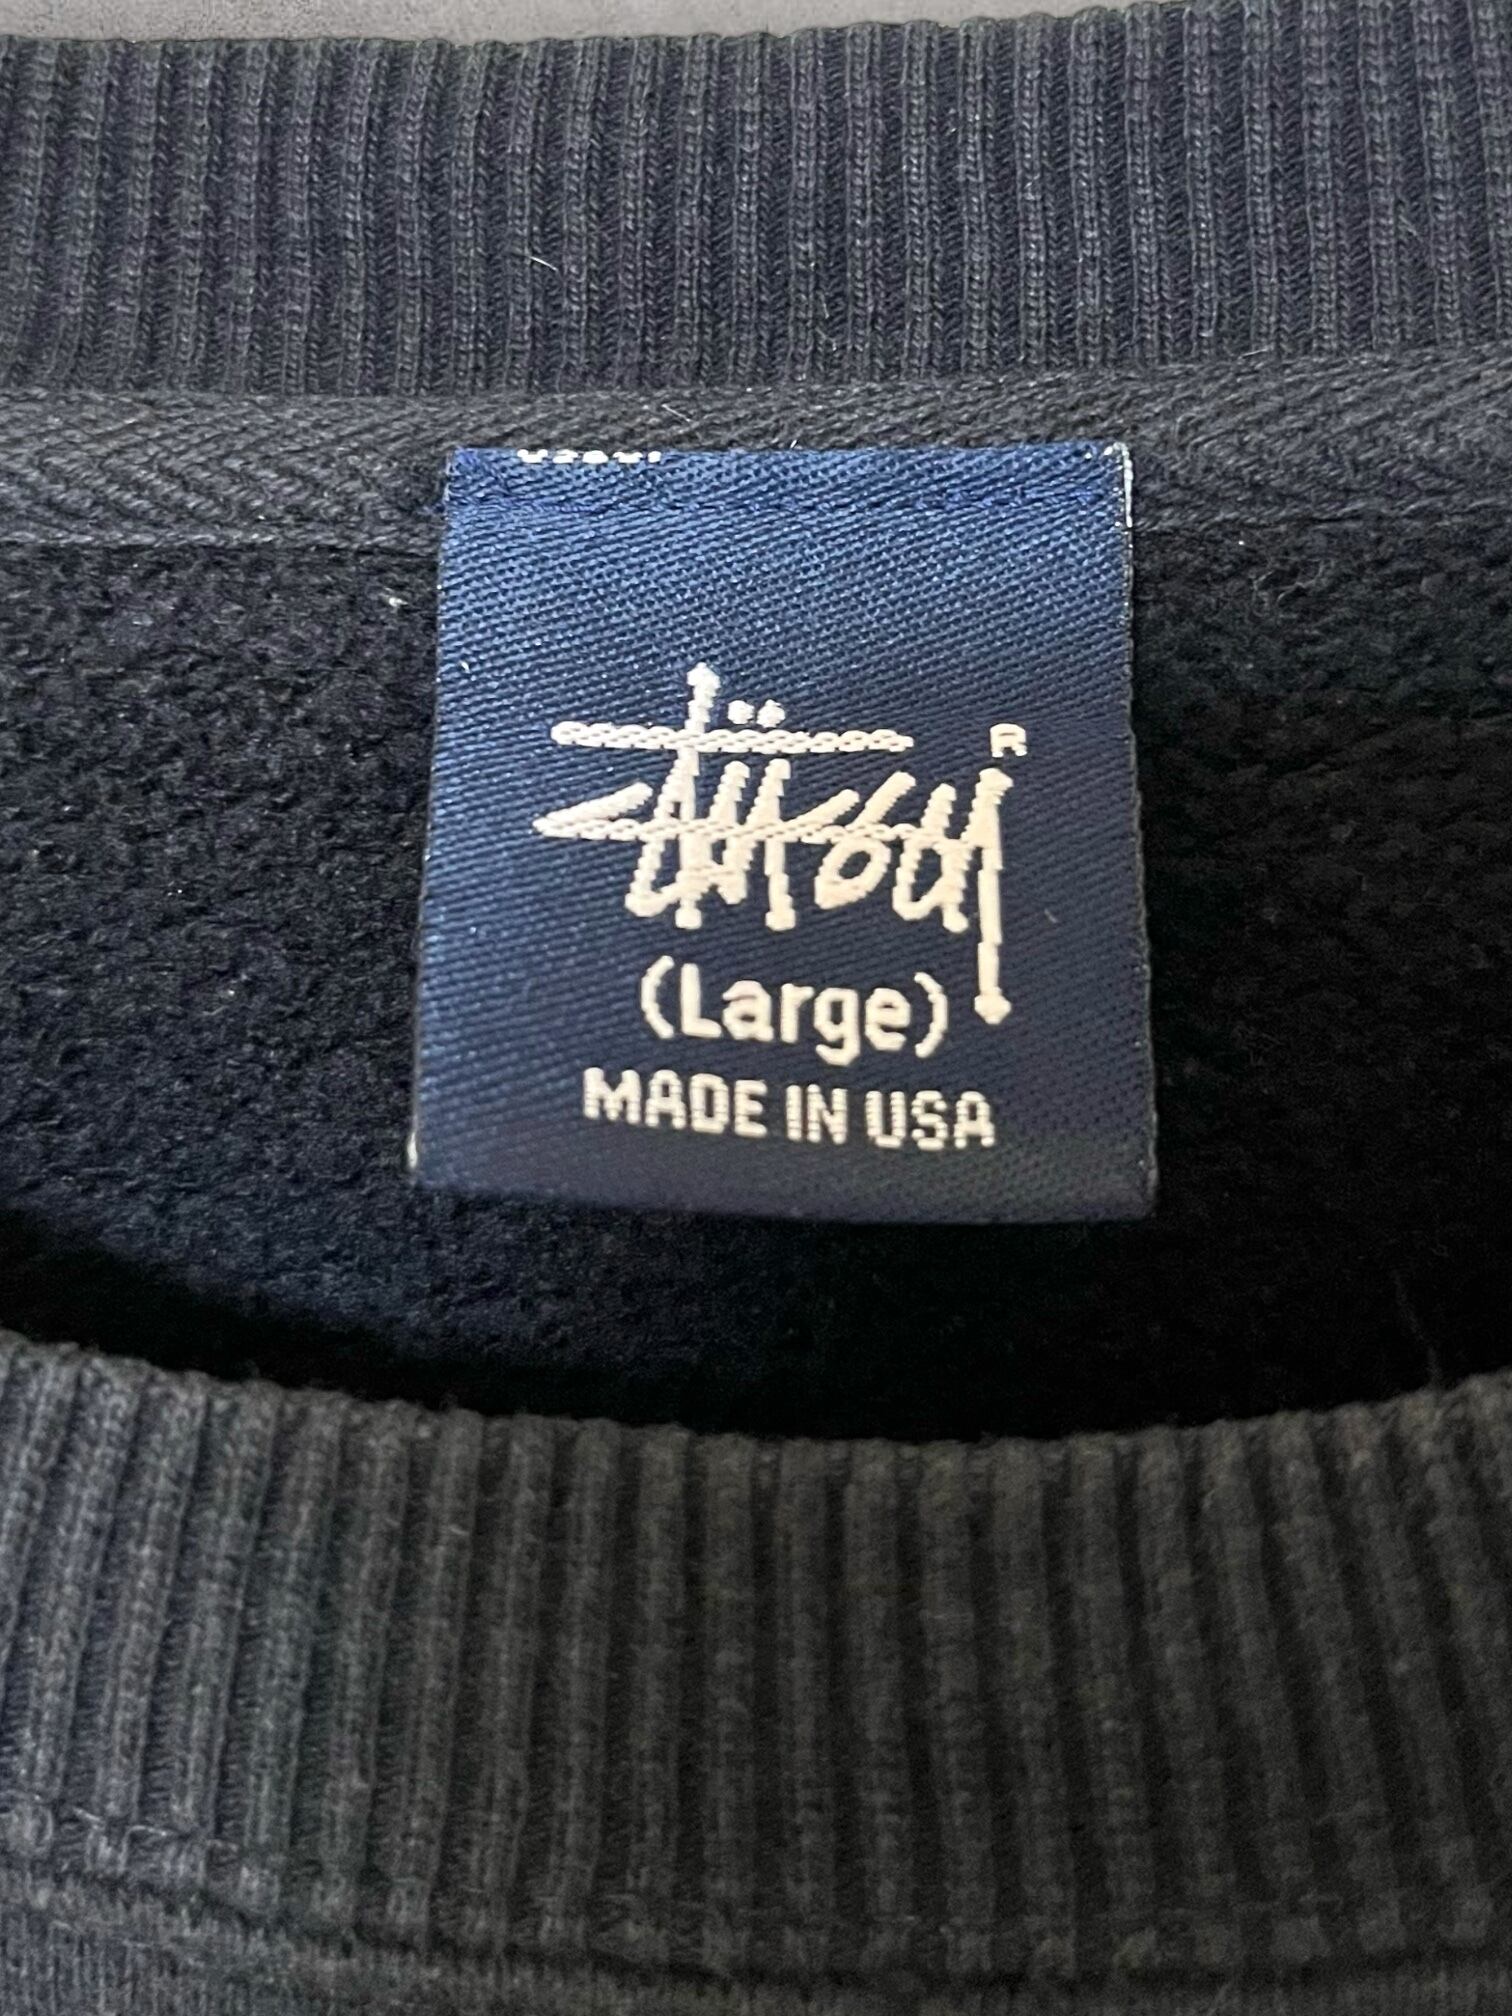 Stüssy
R
(Large)
MADE IN USA